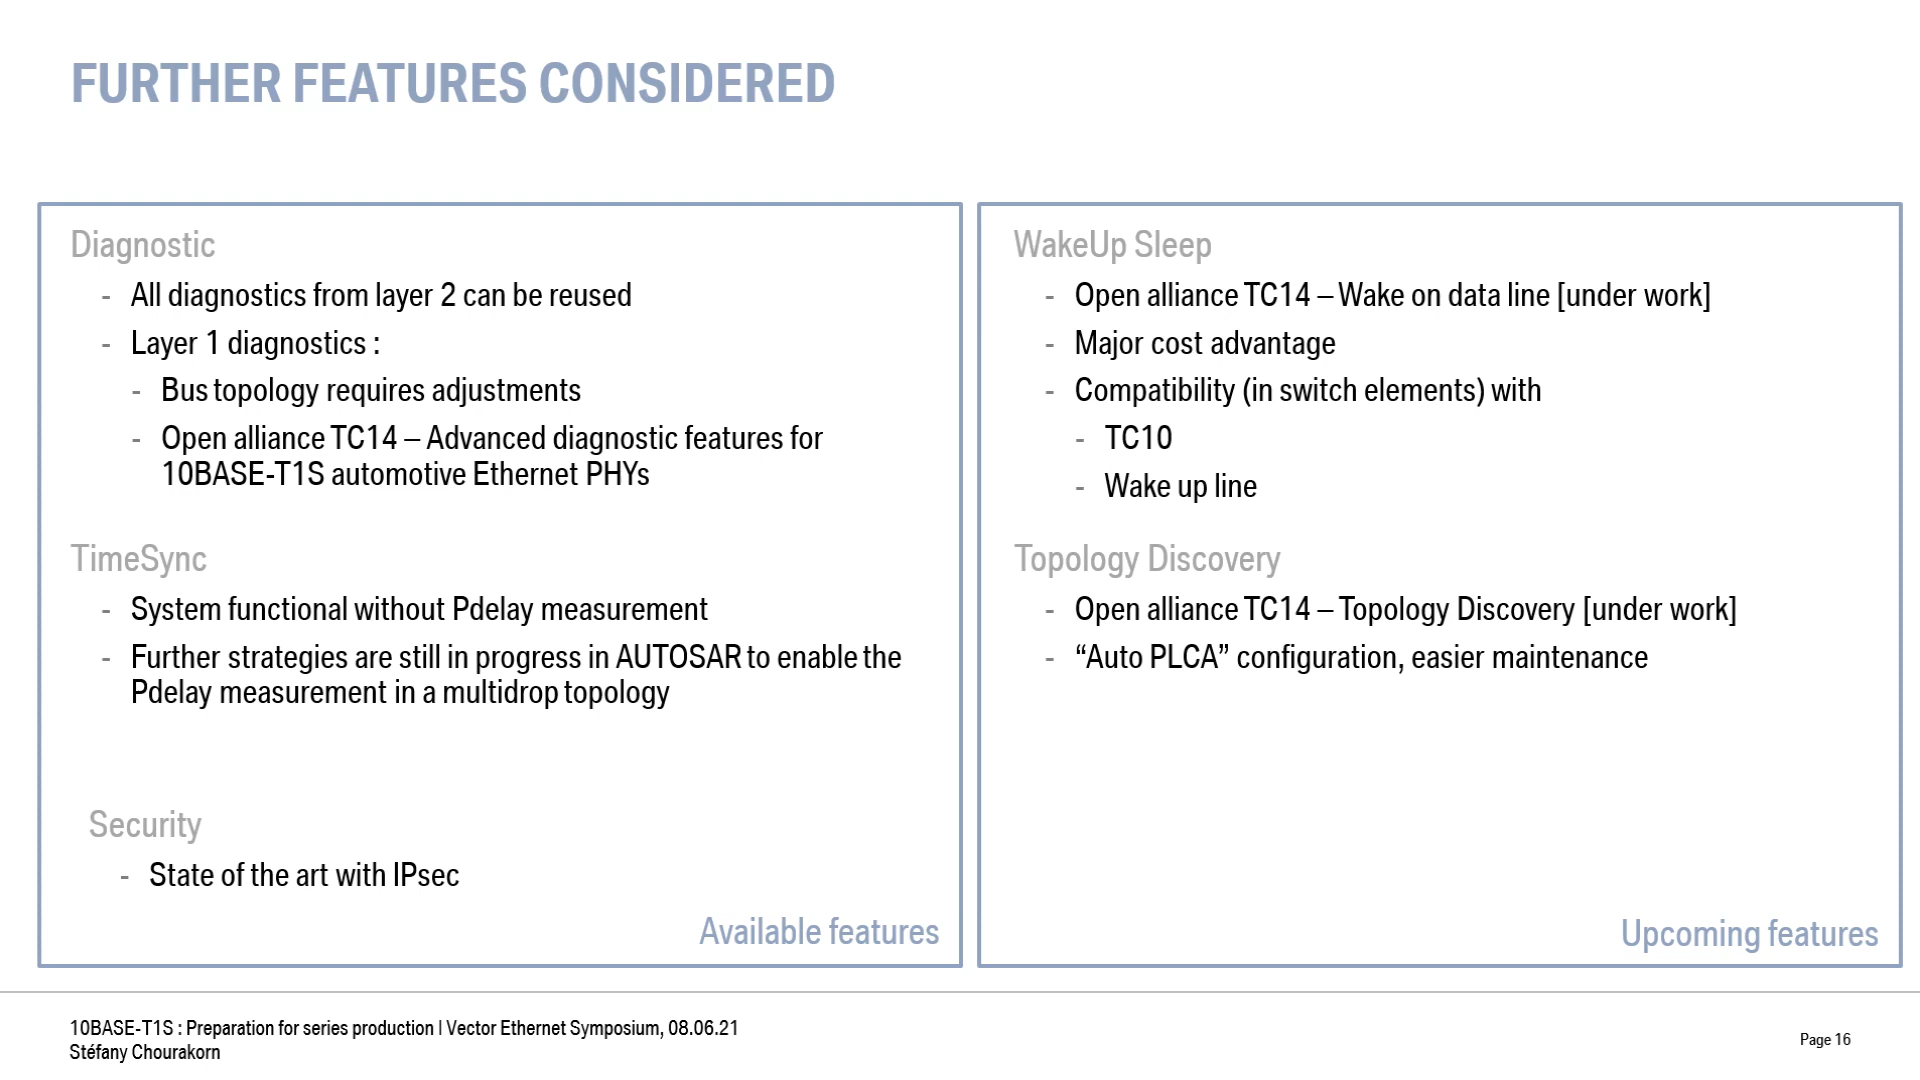 FURTHER FEATURES CONSIDERED
Diagnostic
- All diagnostics from layer 2 can be reused
- Layer 1 diagnostics :
- Bus topology requires adjustments
- Open alliance TC14 – Advanced diagnostic features for
10BASE-T1S automotive Ethernet PHYs
TimeSync
- System functional without Pdelay measurement
- Further strategies are still in progress in AUTOSAR to enable the
Pdelay measurement in a multidrop topology
Security
- State of the art with IPsec
Available features
WakeUp Sleep
- Open alliance TC14 – Wake on data line [under work]
- Major cost advantage
- Compatibility (in switch elements) with
- TC10
- Wake up line
Topology Discovery
- Open alliance TC14 – Topology Discovery [under work]
- “Auto PLCA” configuration, easier maintenance
Upcoming features
10BASE-T1S : Preparation for series production | Vector Ethernet Symposium, 08.06.21
Stéfany Chourakorn
Page 16